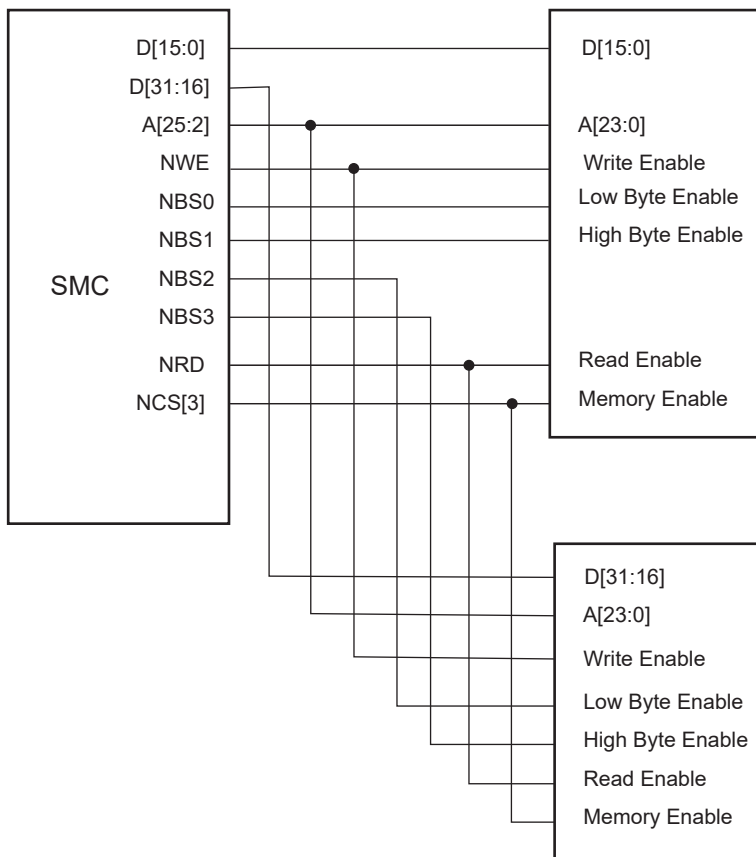 D[15:0]
D[31:16]
A[25:2]
NWE
NBS0
NBS1
NBS2
NBS3
NRD
NCS[3]
SMC
D[15:0]
A[23:0]
Write Enable
Low Byte Enable
High Byte Enable
Read Enable
Memory Enable
D[31:16]
A[23:0]
Write Enable
Low Byte Enable
High Byte Enable
Read Enable
Memory Enable